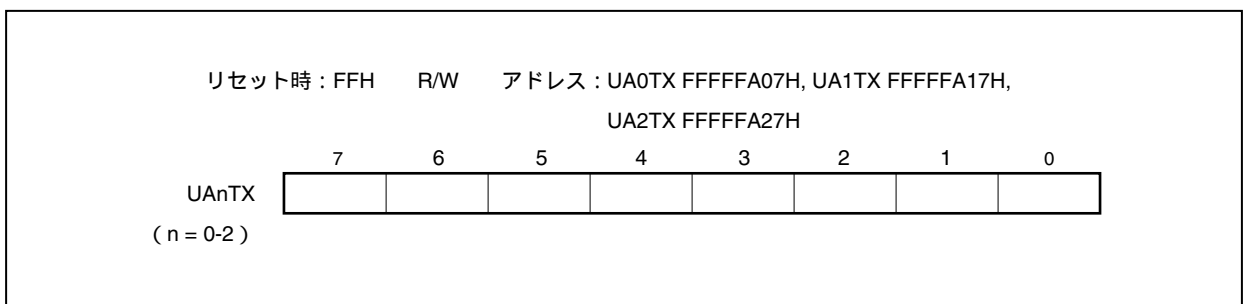 リセット時：FFH R/W アドレス：UA0TX FFFFFA07H, UA1TX FFFFFA17H,
UA2TX FFFFFA27H
7 6 5 4 3 2 1 0
UAnTX
（n = 0-2）